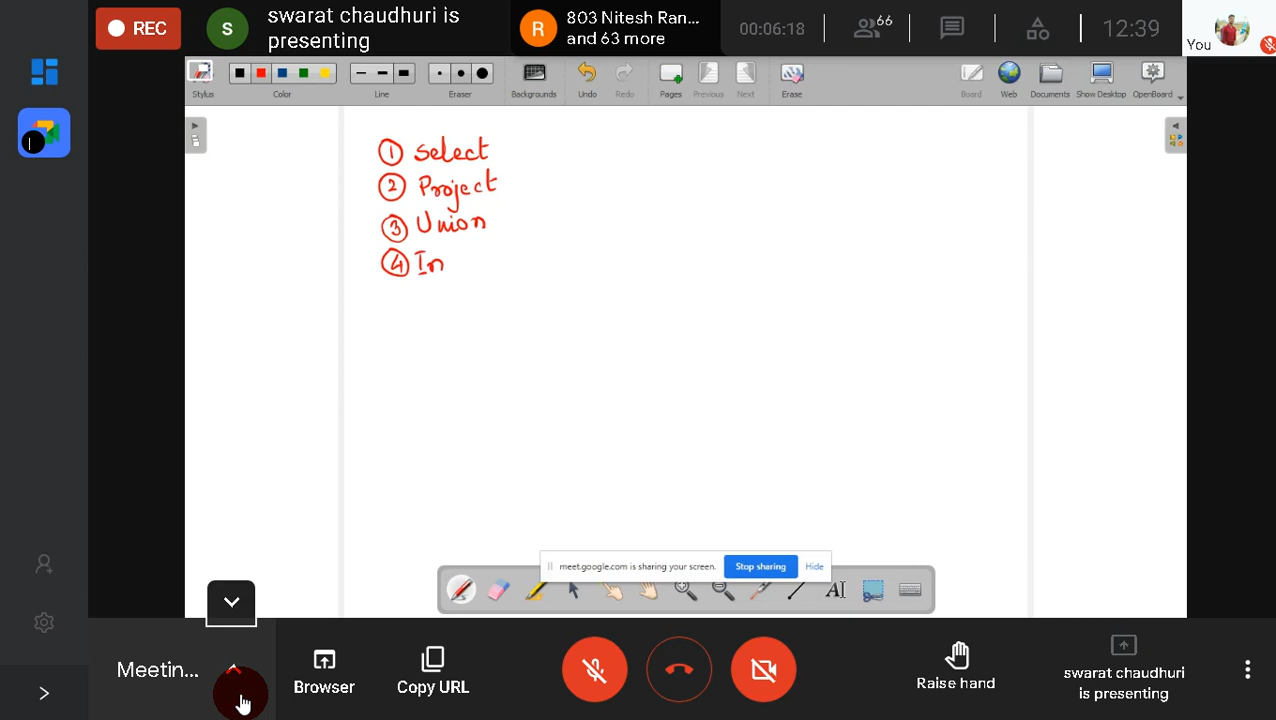 REC
S
swarat chaudhuri is
presenting
R
803 Nitesh Ran...
and 63 more
00:06:18
66
12:39
You
Stylus
Color
Line
Eraser
Backgrounds
Undo
Redo
Pages
Previous
Next
Erase
Board
Web
Documents
Show Desktop
OpenBoard
① Select
② Project
③ Union
④ In
meet.google.com is sharing your screen.
Stop sharing
Hide
AI
Meetin...
Browser
Copy URL
Raise hand
swarat chaudhuri
is presenting